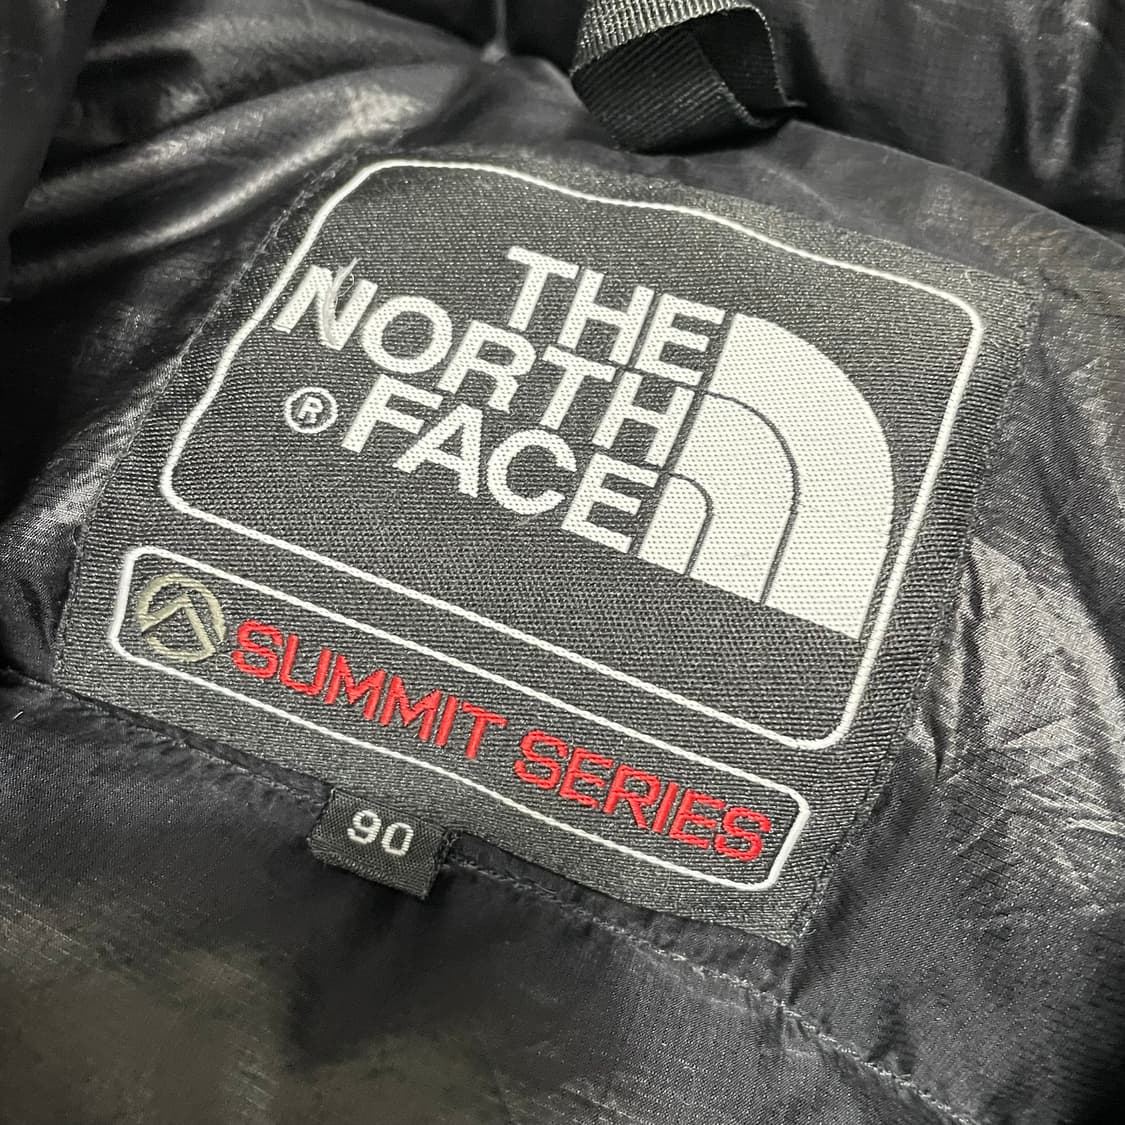 THE
NORTH
® FACE
SUMMIT SERIES
90